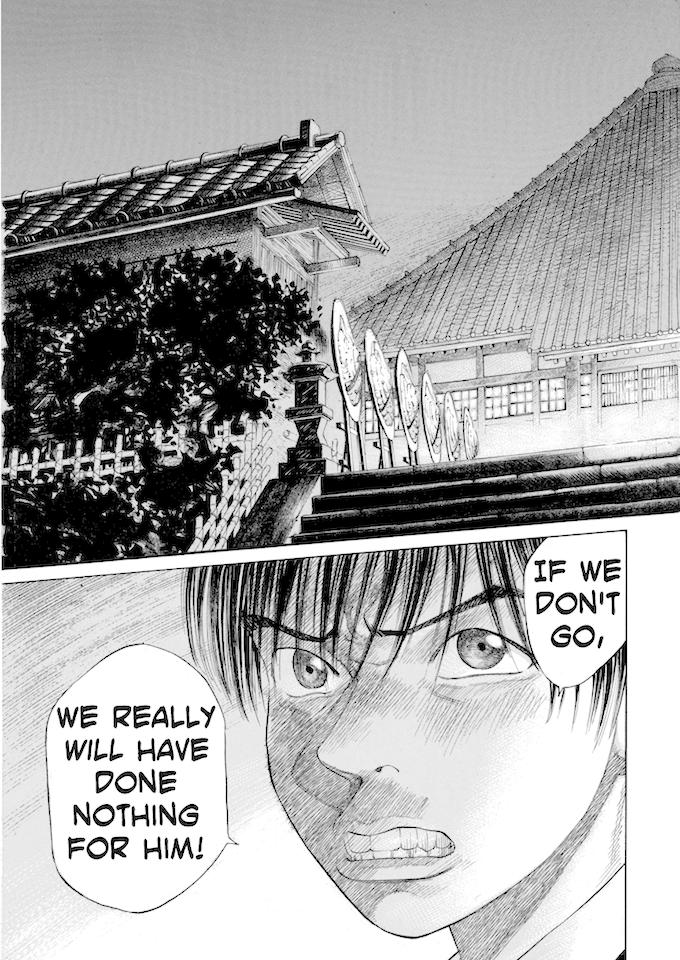 IF WE
DON'T
GO,
WE REALLY
WILL HAVE
DONE
NOTHING
FOR HIM!